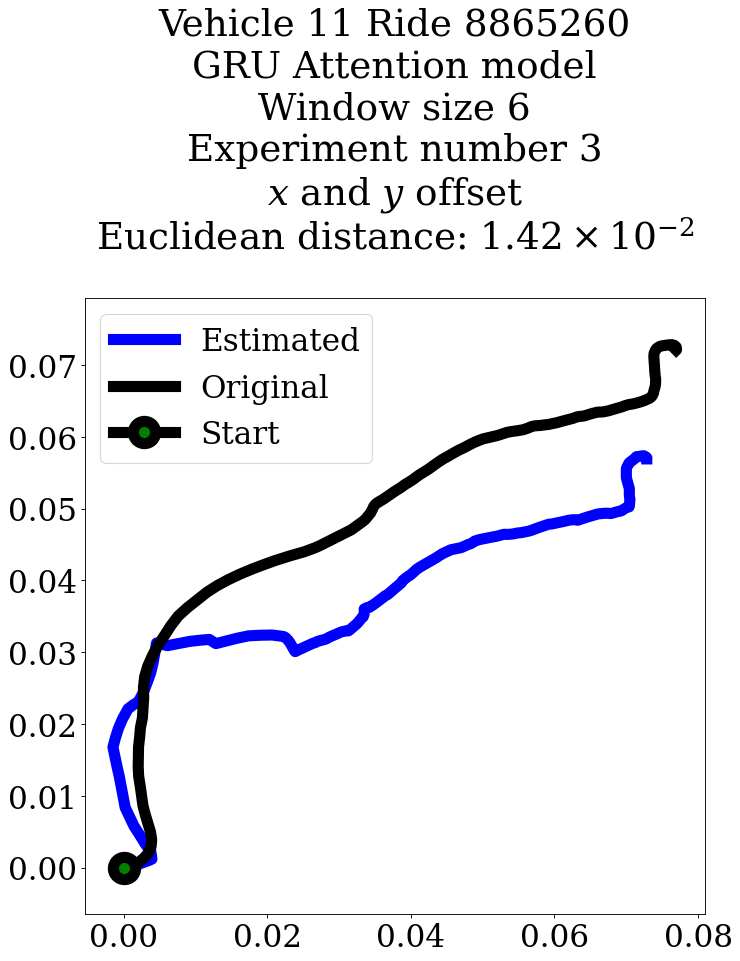 Vehicle 11 Ride 8865260
GRU Attention model
Window size 6
Experiment number 3
x and y offset
Euclidean distance: 1.42 × 10⁻²
Estimated
Original
Start
0.07
0.06
0.05
0.04
0.03
0.02
0.01
0.00
0.00 0.02 0.04 0.06 0.08